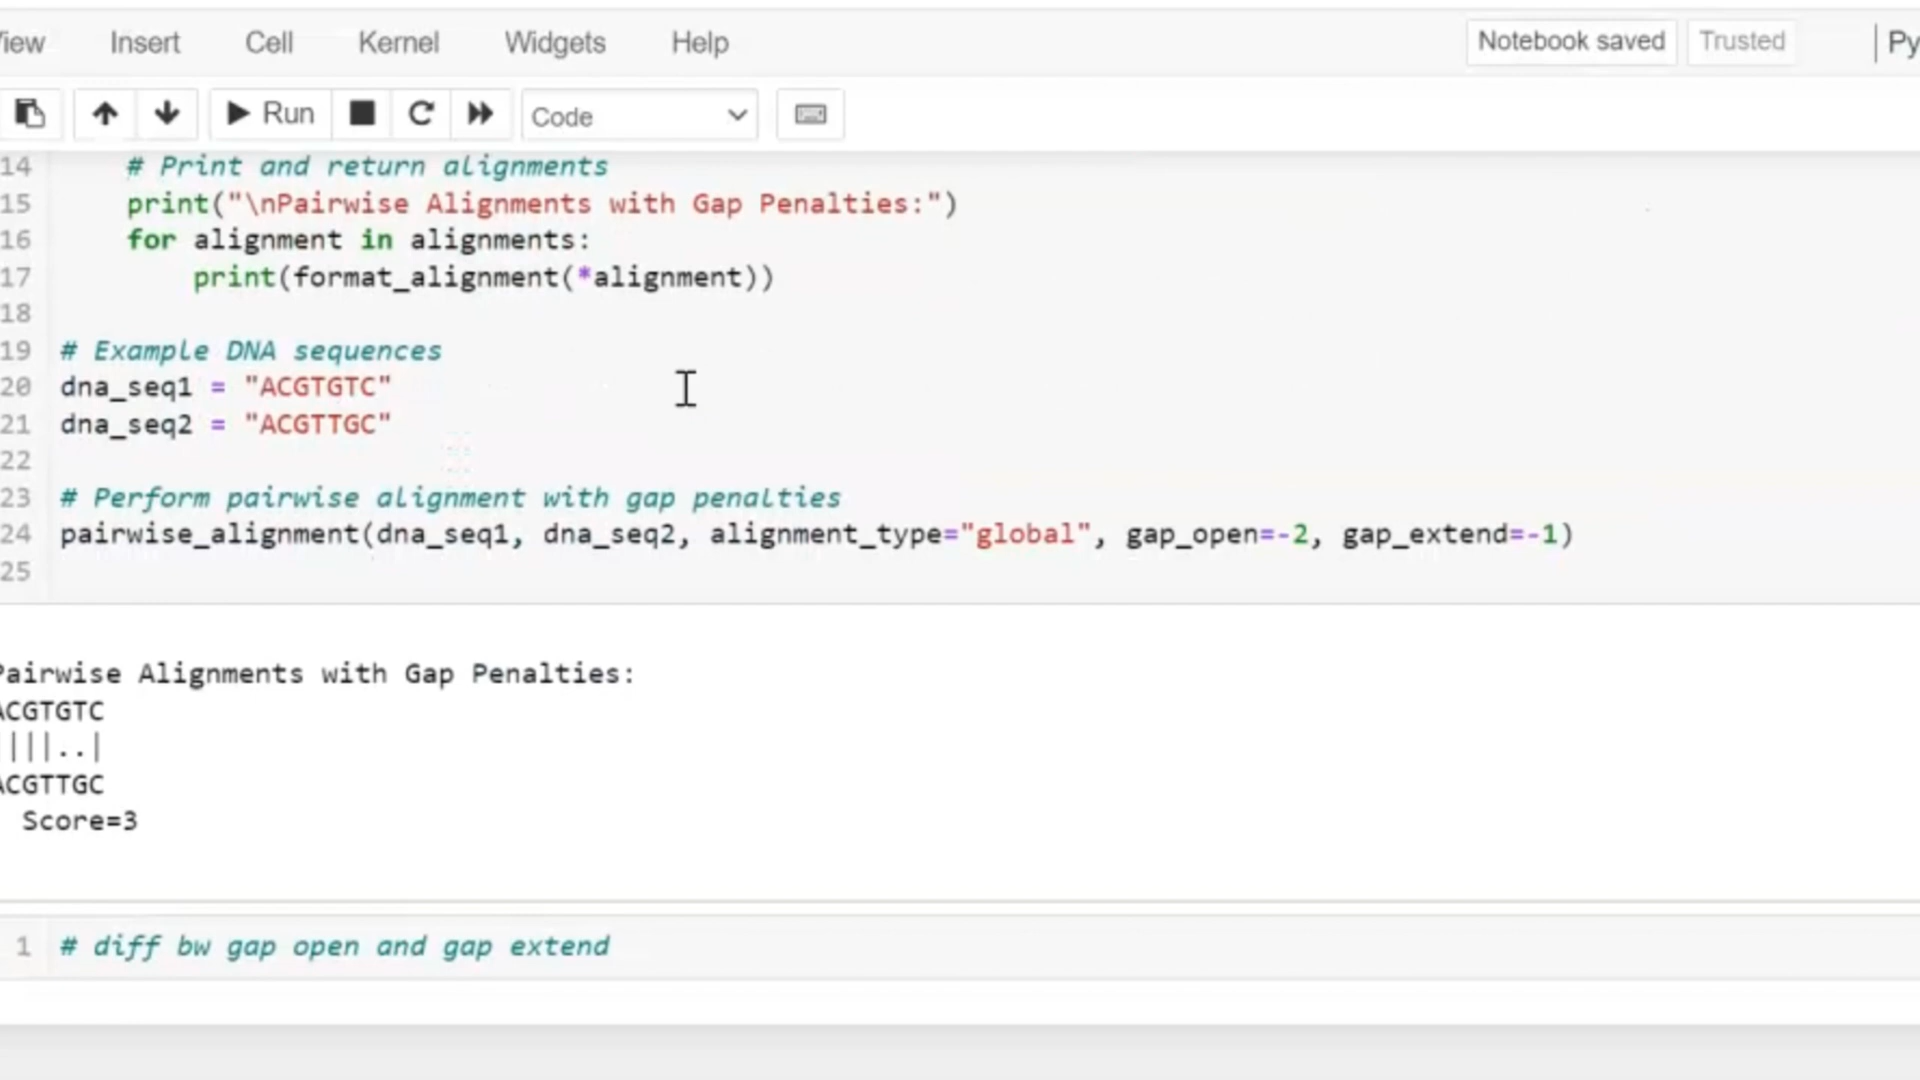 View Insert Cell Kernel Widgets Help Notebook saved Trusted Py
Run Code
14 # Print and return alignments
15 print("\nPairwise Alignments with Gap Penalties:")
16 for alignment in alignments:
17 print(format_alignment(*alignment))
18
19 # Example DNA sequences
20 dna_seq1 = "ACGTGTC"
21 dna_seq2 = "ACGTTGC"
22
23 # Perform pairwise alignment with gap penalties
24 pairwise_alignment(dna_seq1, dna_seq2, alignment_type="global", gap_open=-2, gap_extend=-1)
25
Pairwise Alignments with Gap Penalties:
ACGTGTC
|||..|
ACGTTGC
Score=3
1 # diff bw gap open and gap extend